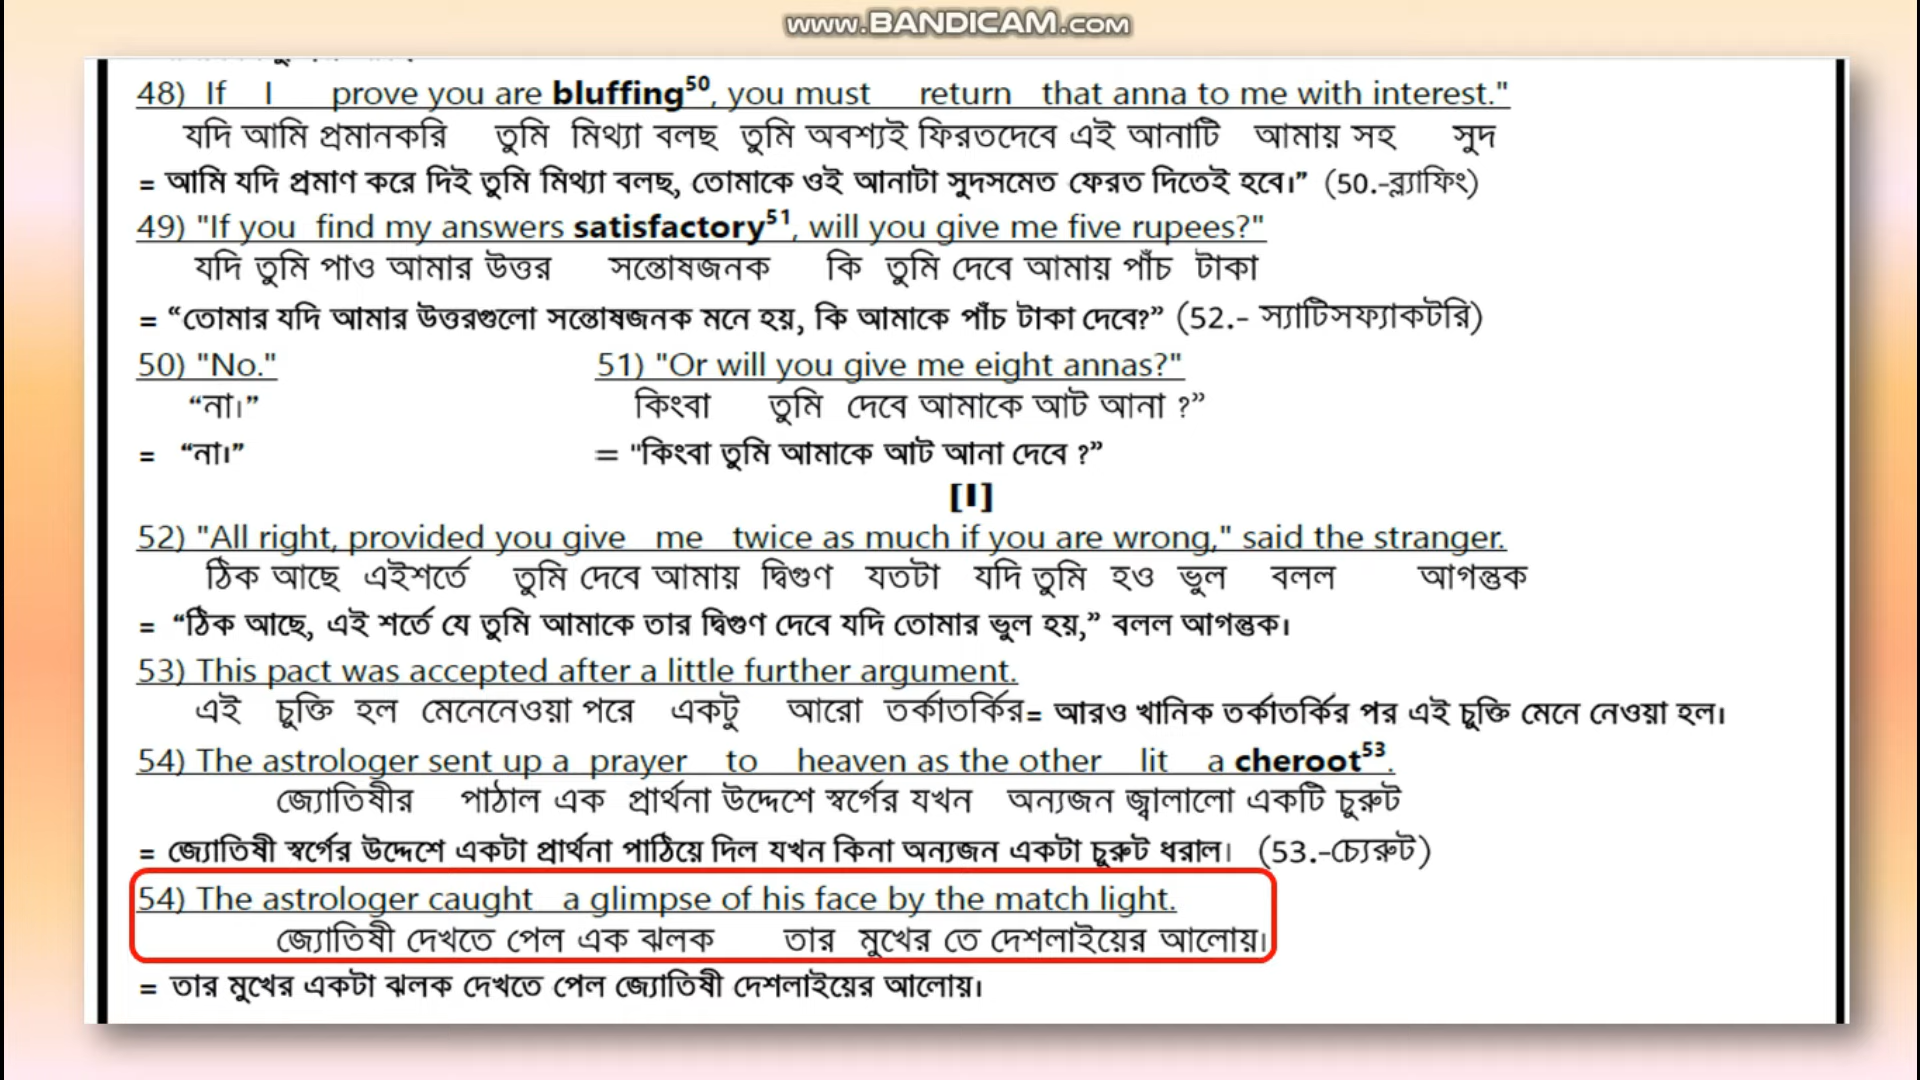 www.BANDICAM.com
48) If I prove you are bluffing50, you must return that anna to me with interest."
যদি আমি প্রমানকরি তুমি মিথ্যা বলছ তুমি অবশ্যই ফিরতদেবে এই আনাটি আমায় সহ সুদ
= আমি যদি প্রমাণ করে দিই তুমি মিথ্যা বলছ, তোমাকে ওই আনাটা সুদসমেত ফেরত দিতেই হবে।” (50.-ব্ল্যাফিং)
49) "If you find my answers satisfactory51, will you give me five rupees?"
যদি তুমি পাও আমার উত্তর সন্তোষজনক কি তুমি দেবে আমায় পাঁচ টাকা
= “তোমার যদি আমার উত্তরগুলো সন্তোষজনক মনে হয়, কি আমাকে পাঁচ টাকা দেবে?” (52.- স্যাটিসফ্যাকটরি)
50) "No." 51) "Or will you give me eight annas?"
“না।” কিংবা তুমি দেবে আমাকে আট আনা ?”
= “না।” = "কিংবা তুমি আমাকে আট আনা দেবে ?”
[I]
52) "All right, provided you give me twice as much if you are wrong," said the stranger.
ঠিক আছে এইশর্তে তুমি দেবে আমায় দ্বিগুণ যতটা যদি তুমি হও ভুল বলল আগন্তুক
= “ঠিক আছে, এই শর্তে যে তুমি আমাকে তার দ্বিগুণ দেবে যদি তোমার ভুল হয়,” বলল আগন্তুক।
53) This pact was accepted after a little further argument.
এই চুক্তি হল মেনেনেওয়া পরে একটু আরো তর্কাতর্কির= আরও খানিক তর্কাতর্কির পর এই চুক্তি মেনে নেওয়া হল।
54) The astrologer sent up a prayer to heaven as the other lit a cheroot53.
জ্যোতিষীর পাঠাল এক প্রার্থনা উদ্দেশে স্বর্গের যখন অন্যজন জ্বালালো একটি চুরুট
= জ্যোতিষী স্বর্গের উদ্দেশে একটা প্রার্থনা পাঠিয়ে দিল যখন কিনা অন্যজন একটা চুরুট ধরাল। (53.-চ্যেরুট)
54) The astrologer caught a glimpse of his face by the match light.
জ্যোতিষী দেখতে পেল এক ঝলক তার মুখের তে দেশলাইয়ের আলোয়।
= তার মুখের একটা ঝলক দেখতে পেল জ্যোতিষী দেশলাইয়ের আলোয়।